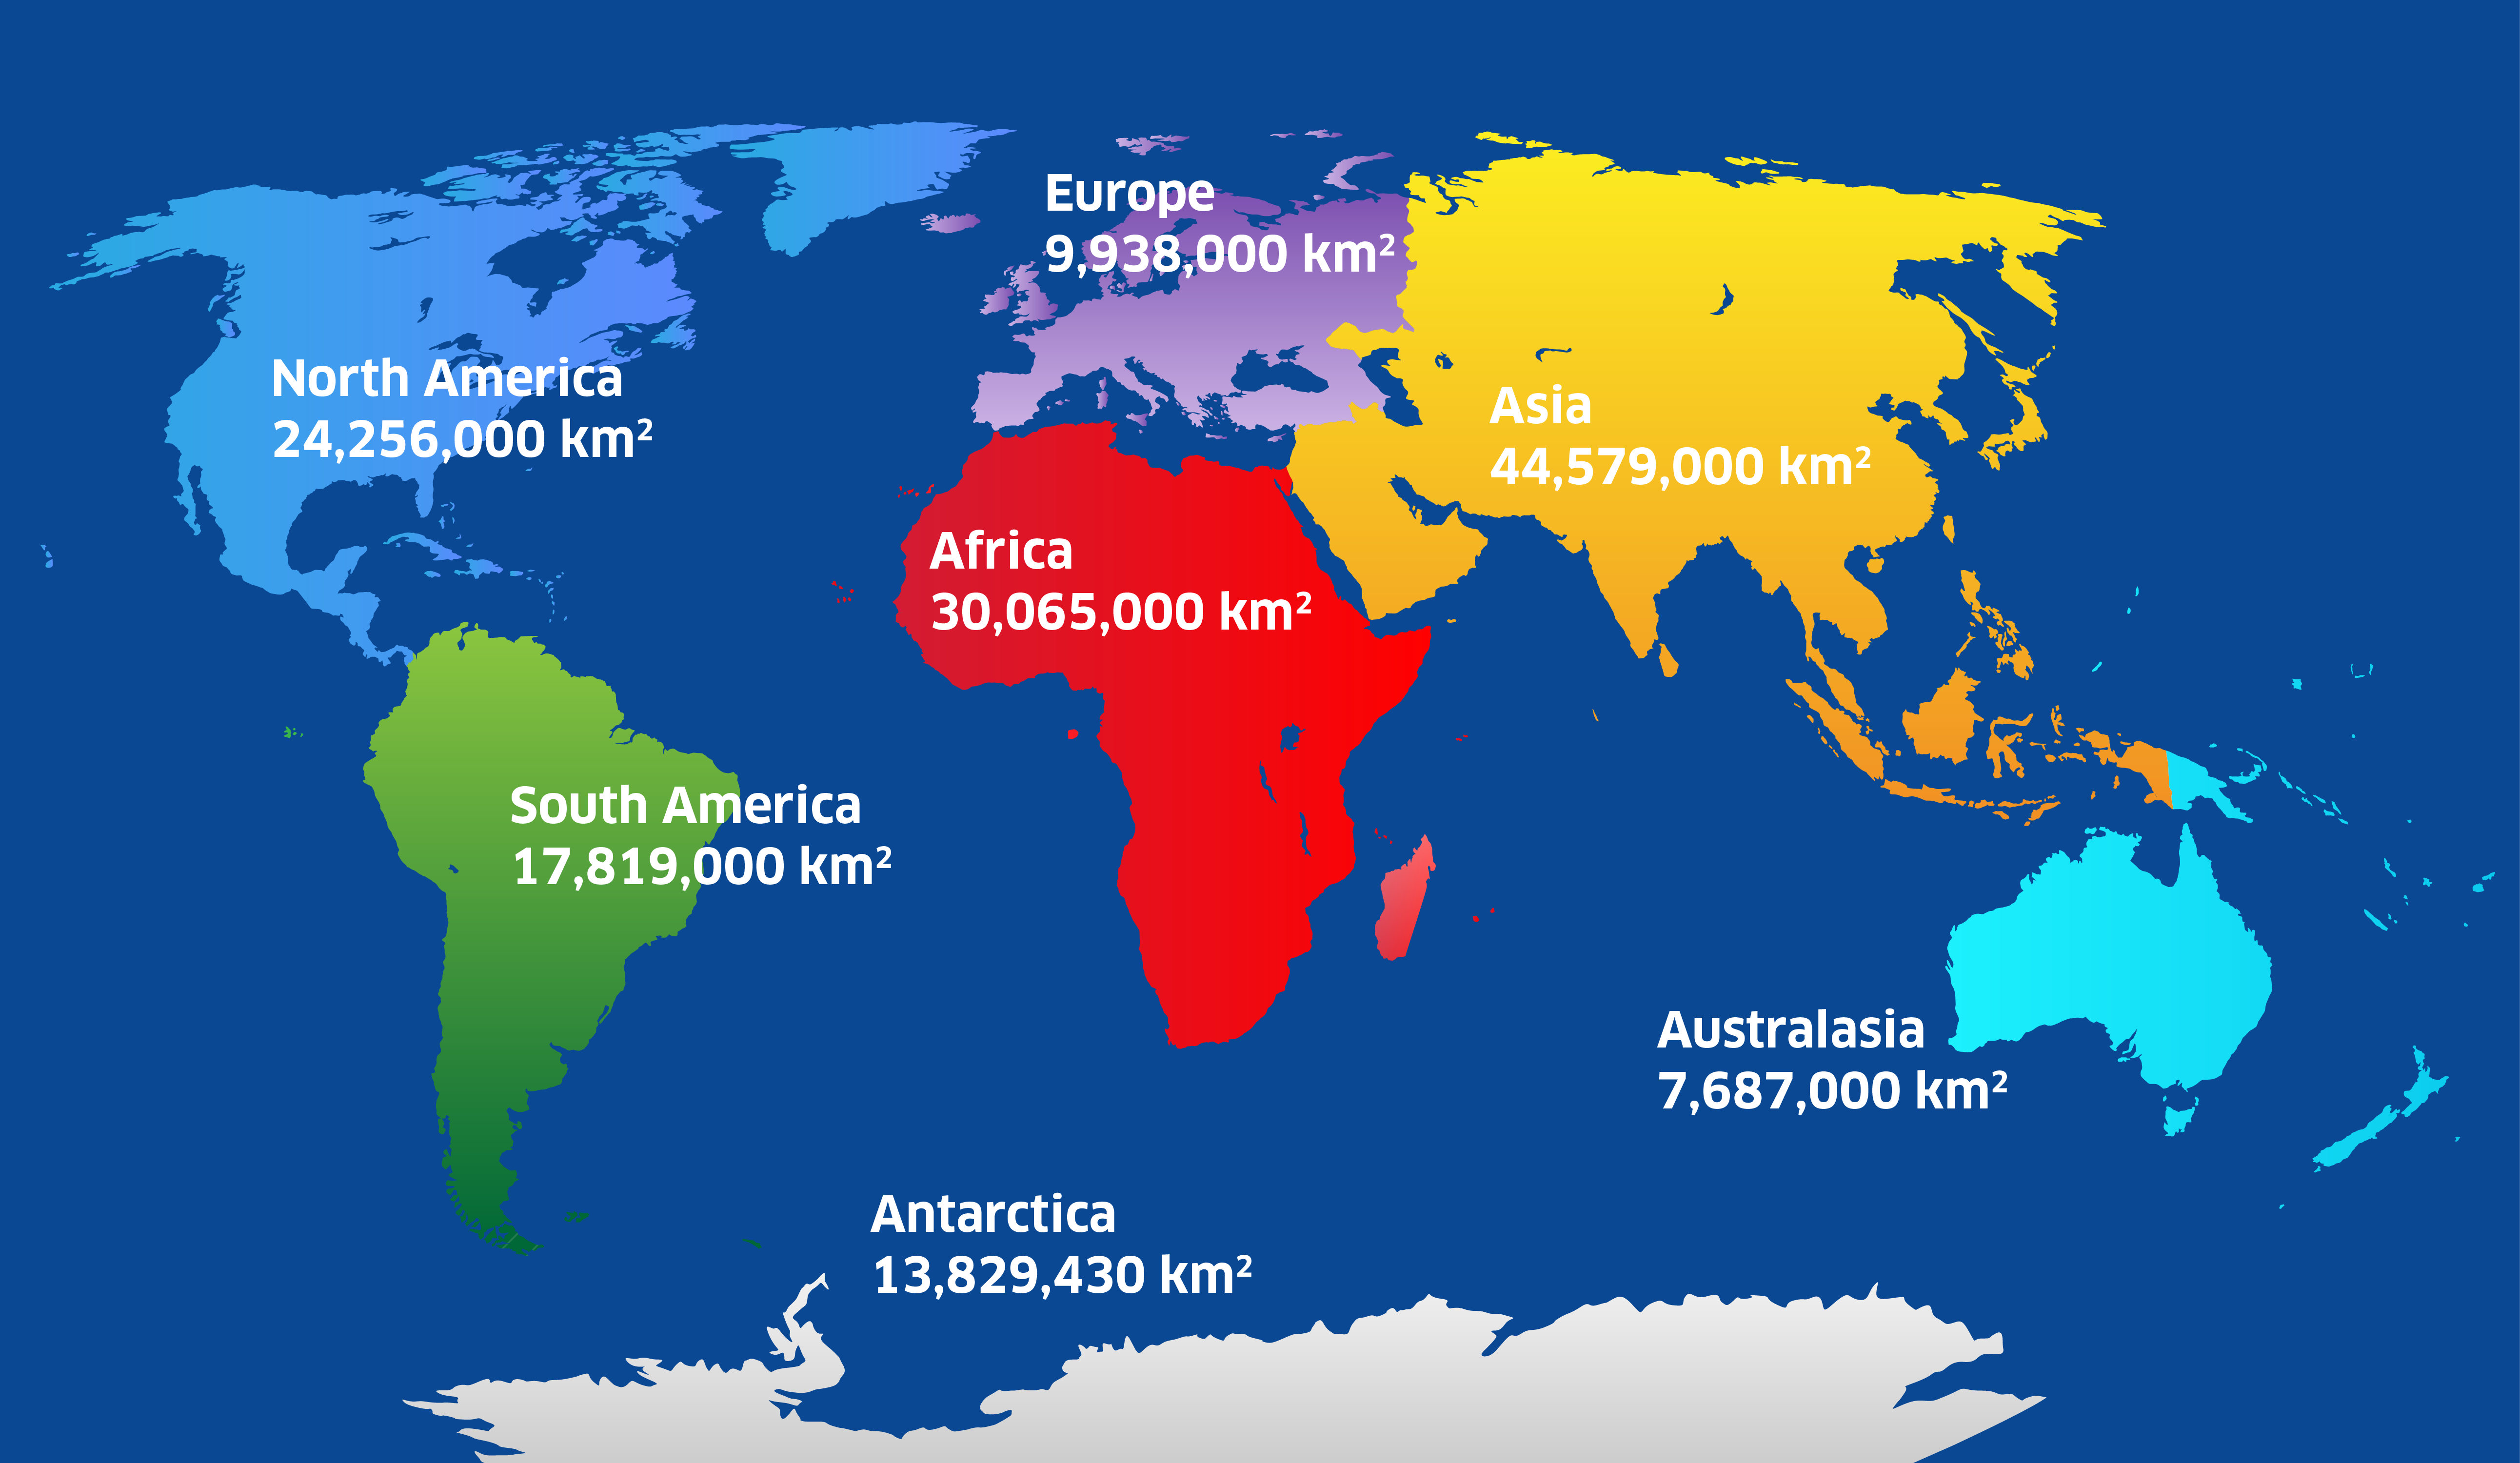 Europe
9,938,000 km²
North America
24,256,000 km²
Asia
44,579,000 km²
Africa
30,065,000 km²
South America
17,819,000 km²
Australasia
7,687,000 km²
Antarctica
13,829,430 km²